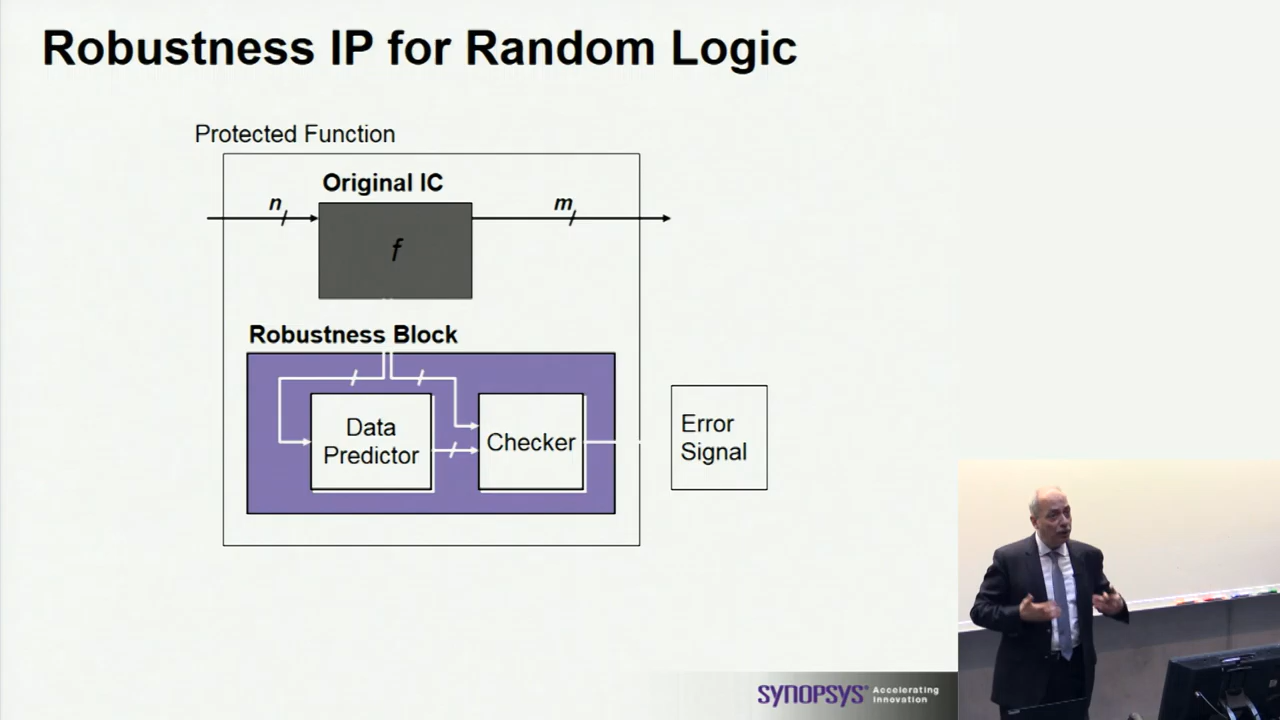 Robustness IP for Random Logic
Protected Function
Original IC
n
m
f
Robustness Block
Data
Predictor
Checker
Error
Signal
SYNOPSYS® Accelerating
Innovation